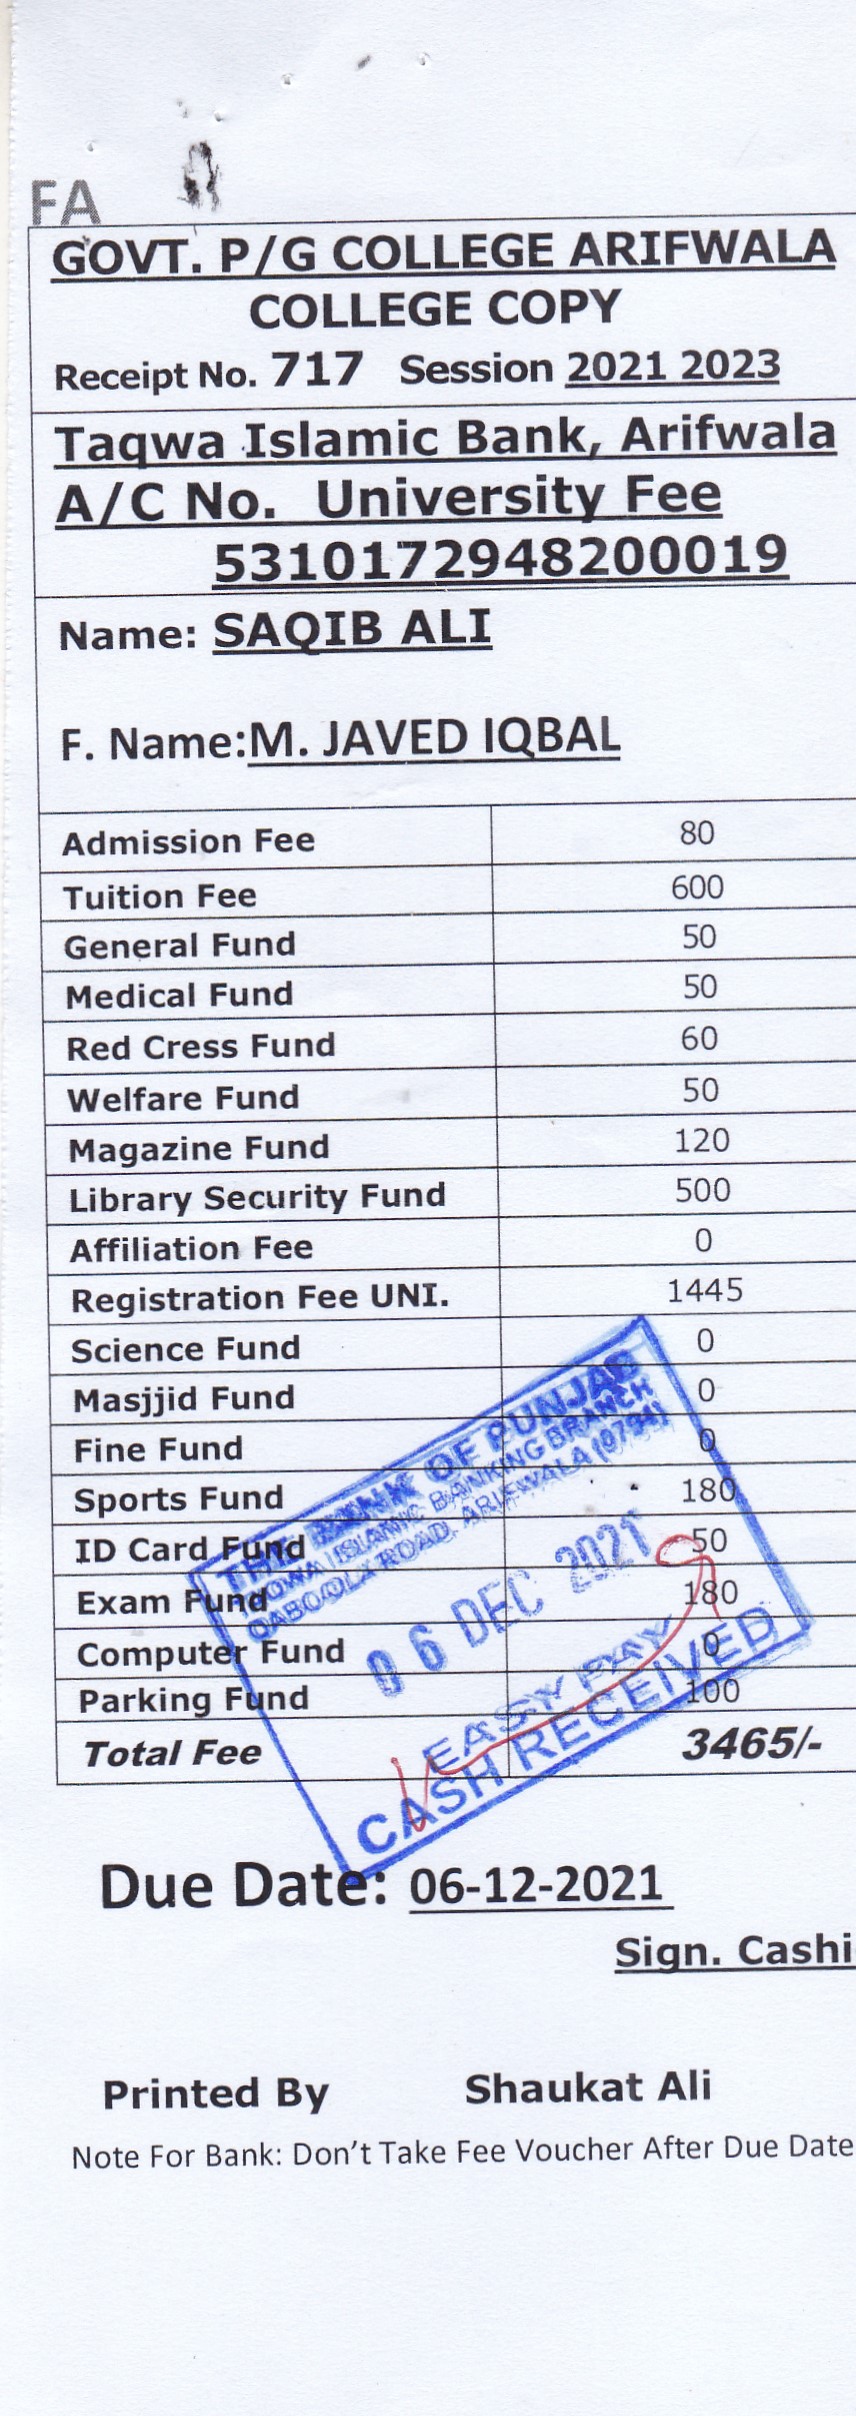 FA
GOVT. P/G COLLEGE ARIFWALA
COLLEGE COPY
Receipt No. 717 Session 2021 2023
Taqwa Islamic Bank, Arifwala
A/C No. University Fee
5310172948200019
Name: SAQIB ALI
F. Name:M. JAVED IQBAL
Admission Fee 80
Tuition Fee 600
General Fund 50
Medical Fund 50
Red Cress Fund 60
Welfare Fund 50
Magazine Fund 120
Library Security Fund 500
Affiliation Fee 0
Registration Fee UNI. 1445
Science Fund 0
Masjjid Fund 0
Fine Fund 0
Sports Fund 180
ID Card Fund 50
Exam Fund 180
Computer Fund 0
Parking Fund 100
Total Fee 3465/-
THE BANK OF PUNJAB
ISLAMIC BANKING BRANCH
QABOOLA ROAD, ARIFWALA
06 DEC 2021
EASY PAY
CASH RECEIVED
Due Date: 06-12-2021
Sign. Cashi
Printed By Shaukat Ali
Note For Bank: Don't Take Fee Voucher After Due Date